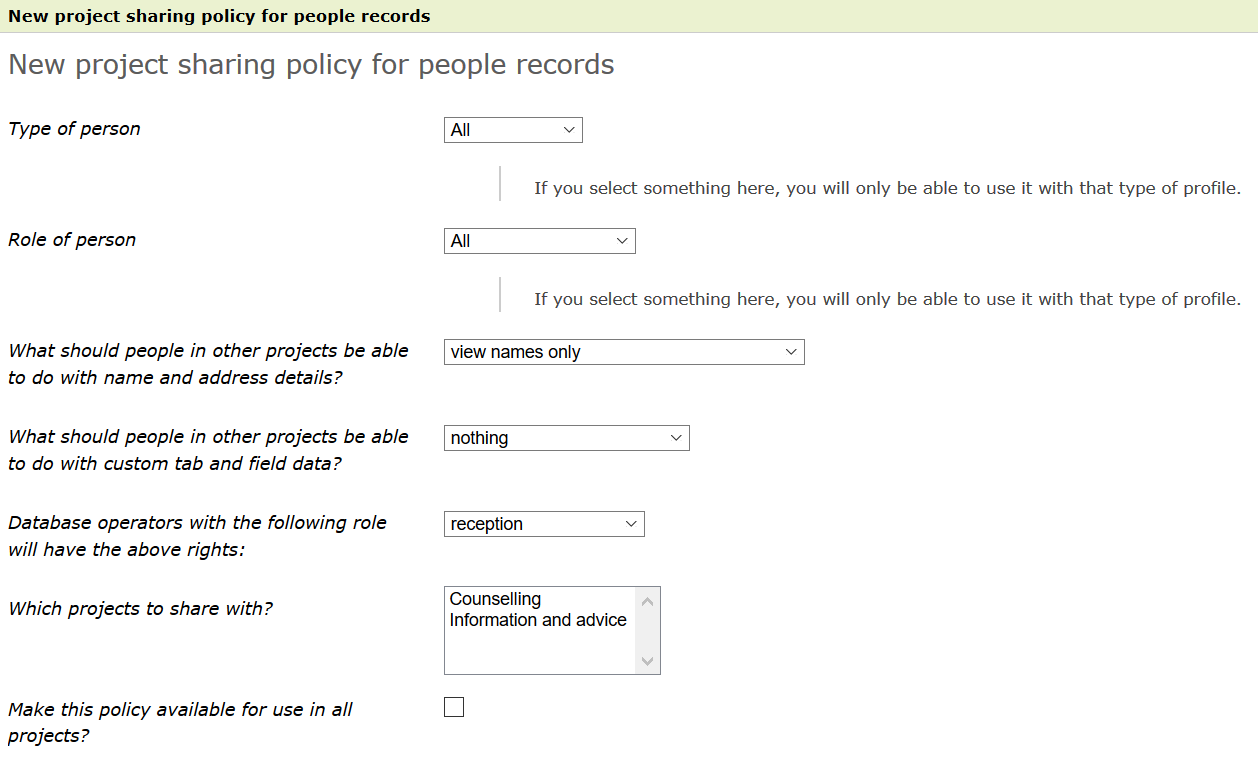 New project sharing policy for people records
New project sharing policy for people records
Type of person
All
If you select something here, you will only be able to use it with that type of profile.
Role of person
All
If you select something here, you will only be able to use it with that type of profile.
What should people in other projects be able
to do with name and address details?
view names only
What should people in other projects be able
to do with custom tab and field data?
nothing
Database operators with the following role
will have the above rights:
reception
Which projects to share with?
Counselling
Information and advice
Make this policy available for use in all
projects?